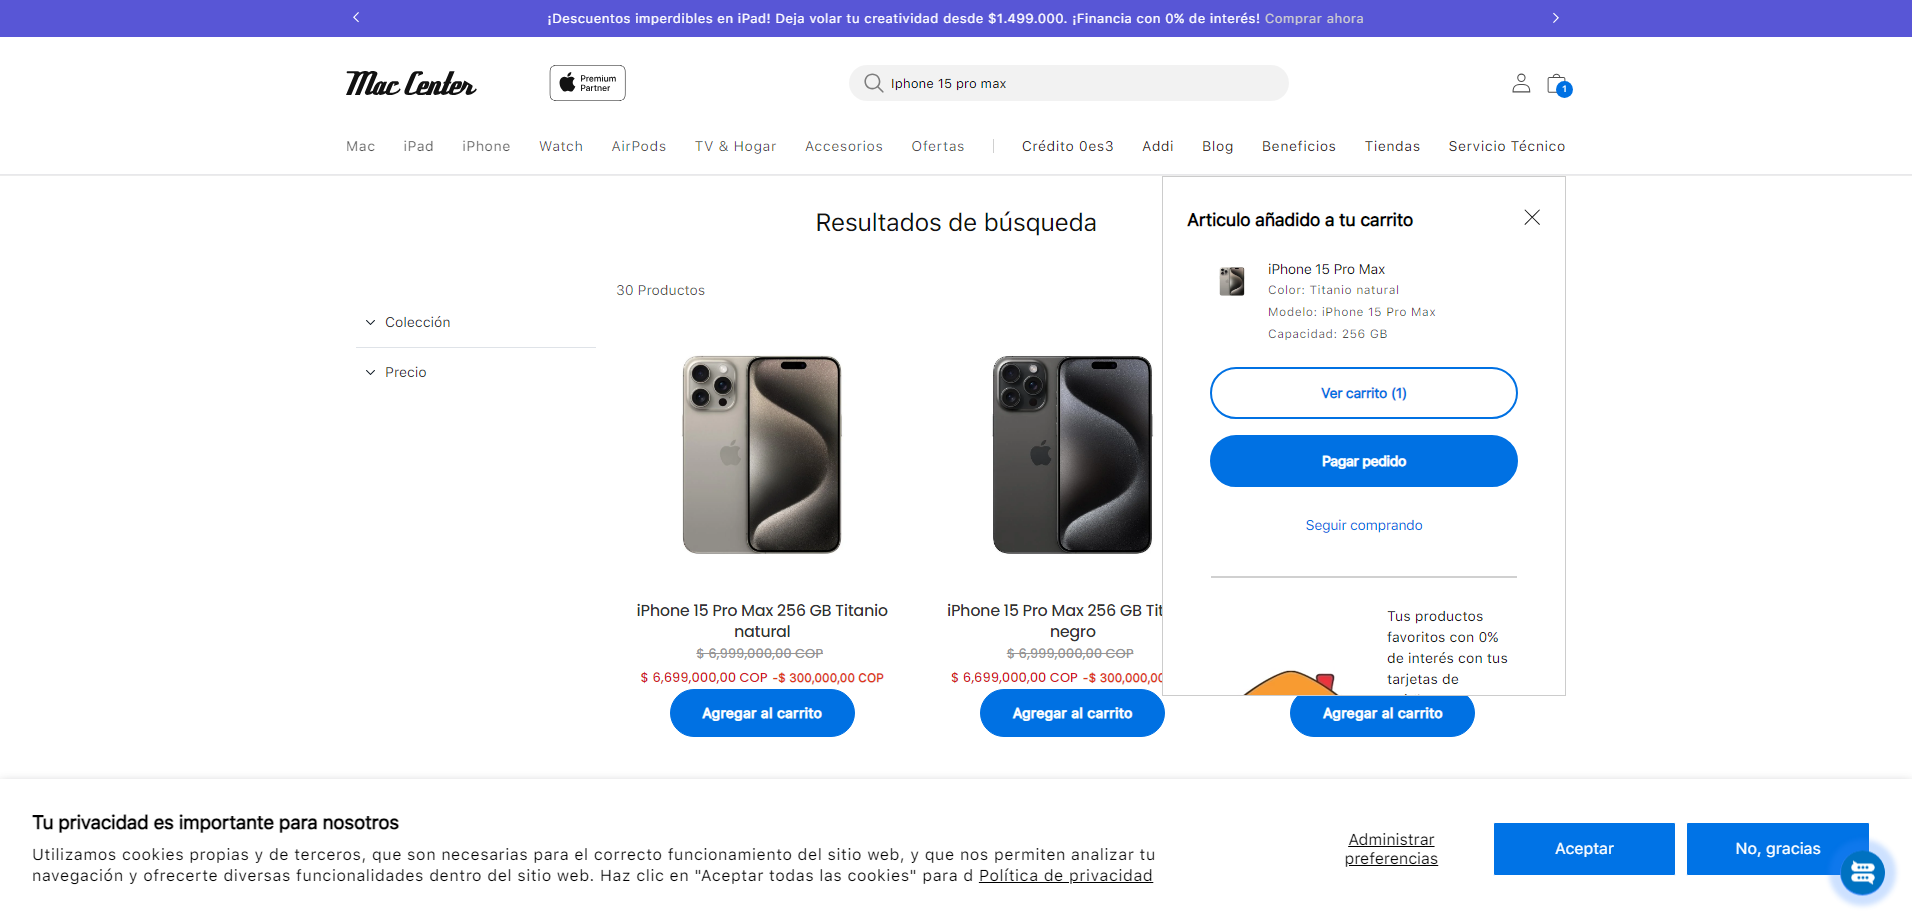 ¡Descuentos imperdibles en iPad! Deja volar tu creatividad desde $1.499.000. ¡Financia con 0% de interés! Comprar ahora
Mac Center
Premium
Partner
Iphone 15 pro max
1
Mac iPad iPhone Watch AirPods TV & Hogar Accesorios Ofertas Crédito 0es3 Addi Blog Beneficios Tiendas Servicio Técnico
Resultados de búsqueda
30 Productos
Colección
Precio
iPhone 15 Pro Max 256 GB Titanio
natural
$ 6,999,000,00 COP
$ 6,699,000,00 COP -$ 300,000,00 COP
Agregar al carrito
iPhone 15 Pro Max 256 GB Tit
negro
$ 6,999,000,00 COP
$ 6,699,000,00 COP -$ 300,000,00
Agregar al carrito
Agregar al carrito
Articulo añadido a tu carrito
iPhone 15 Pro Max
Color: Titanio natural
Modelo: iPhone 15 Pro Max
Capacidad: 256 GB
Ver carrito (1)
Pagar pedido
Seguir comprando
Tus productos
favoritos con 0%
de interés con tus
tarjetas de
Tu privacidad es importante para nosotros
Utilizamos cookies propias y de terceros, que son necesarias para el correcto funcionamiento del sitio web, y que nos permiten analizar tu
navegación y ofrecerte diversas funcionalidades dentro del sitio web. Haz clic en "Aceptar todas las cookies" para d Política de privacidad
Administrar
preferencias
Aceptar
No, gracias